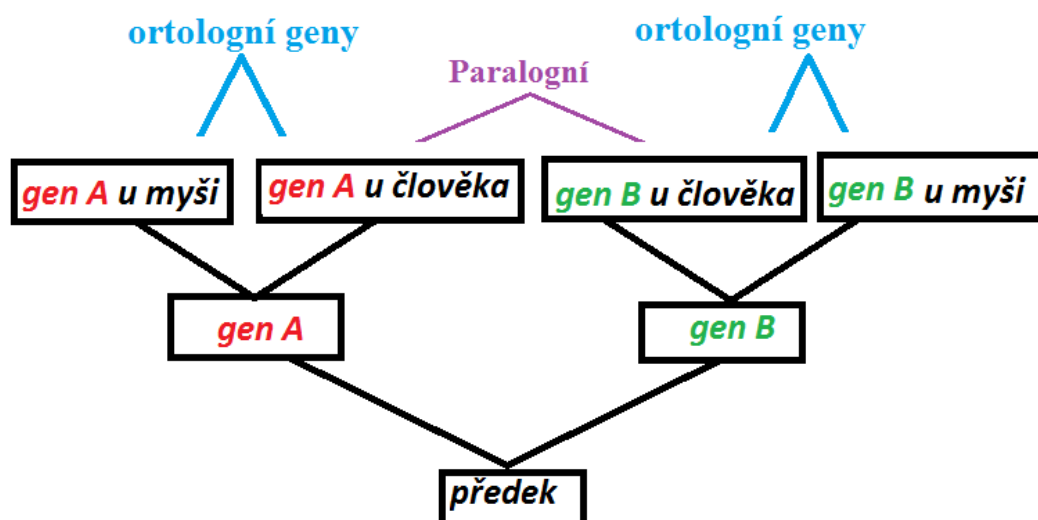 ortologní geny
ortologní geny
Paralogní
gen A u myši
gen A u člověka
gen B u člověka
gen B u myši
gen A
gen B
předek